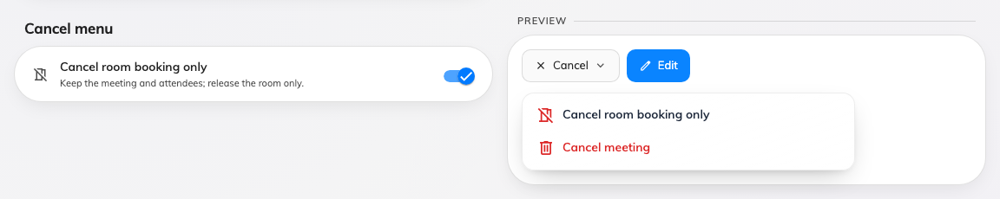 Cancel menu
Cancel room booking only
Keep the meeting and attendees; release the room only.
PREVIEW
Cancel
Edit
Cancel room booking only
Cancel meeting